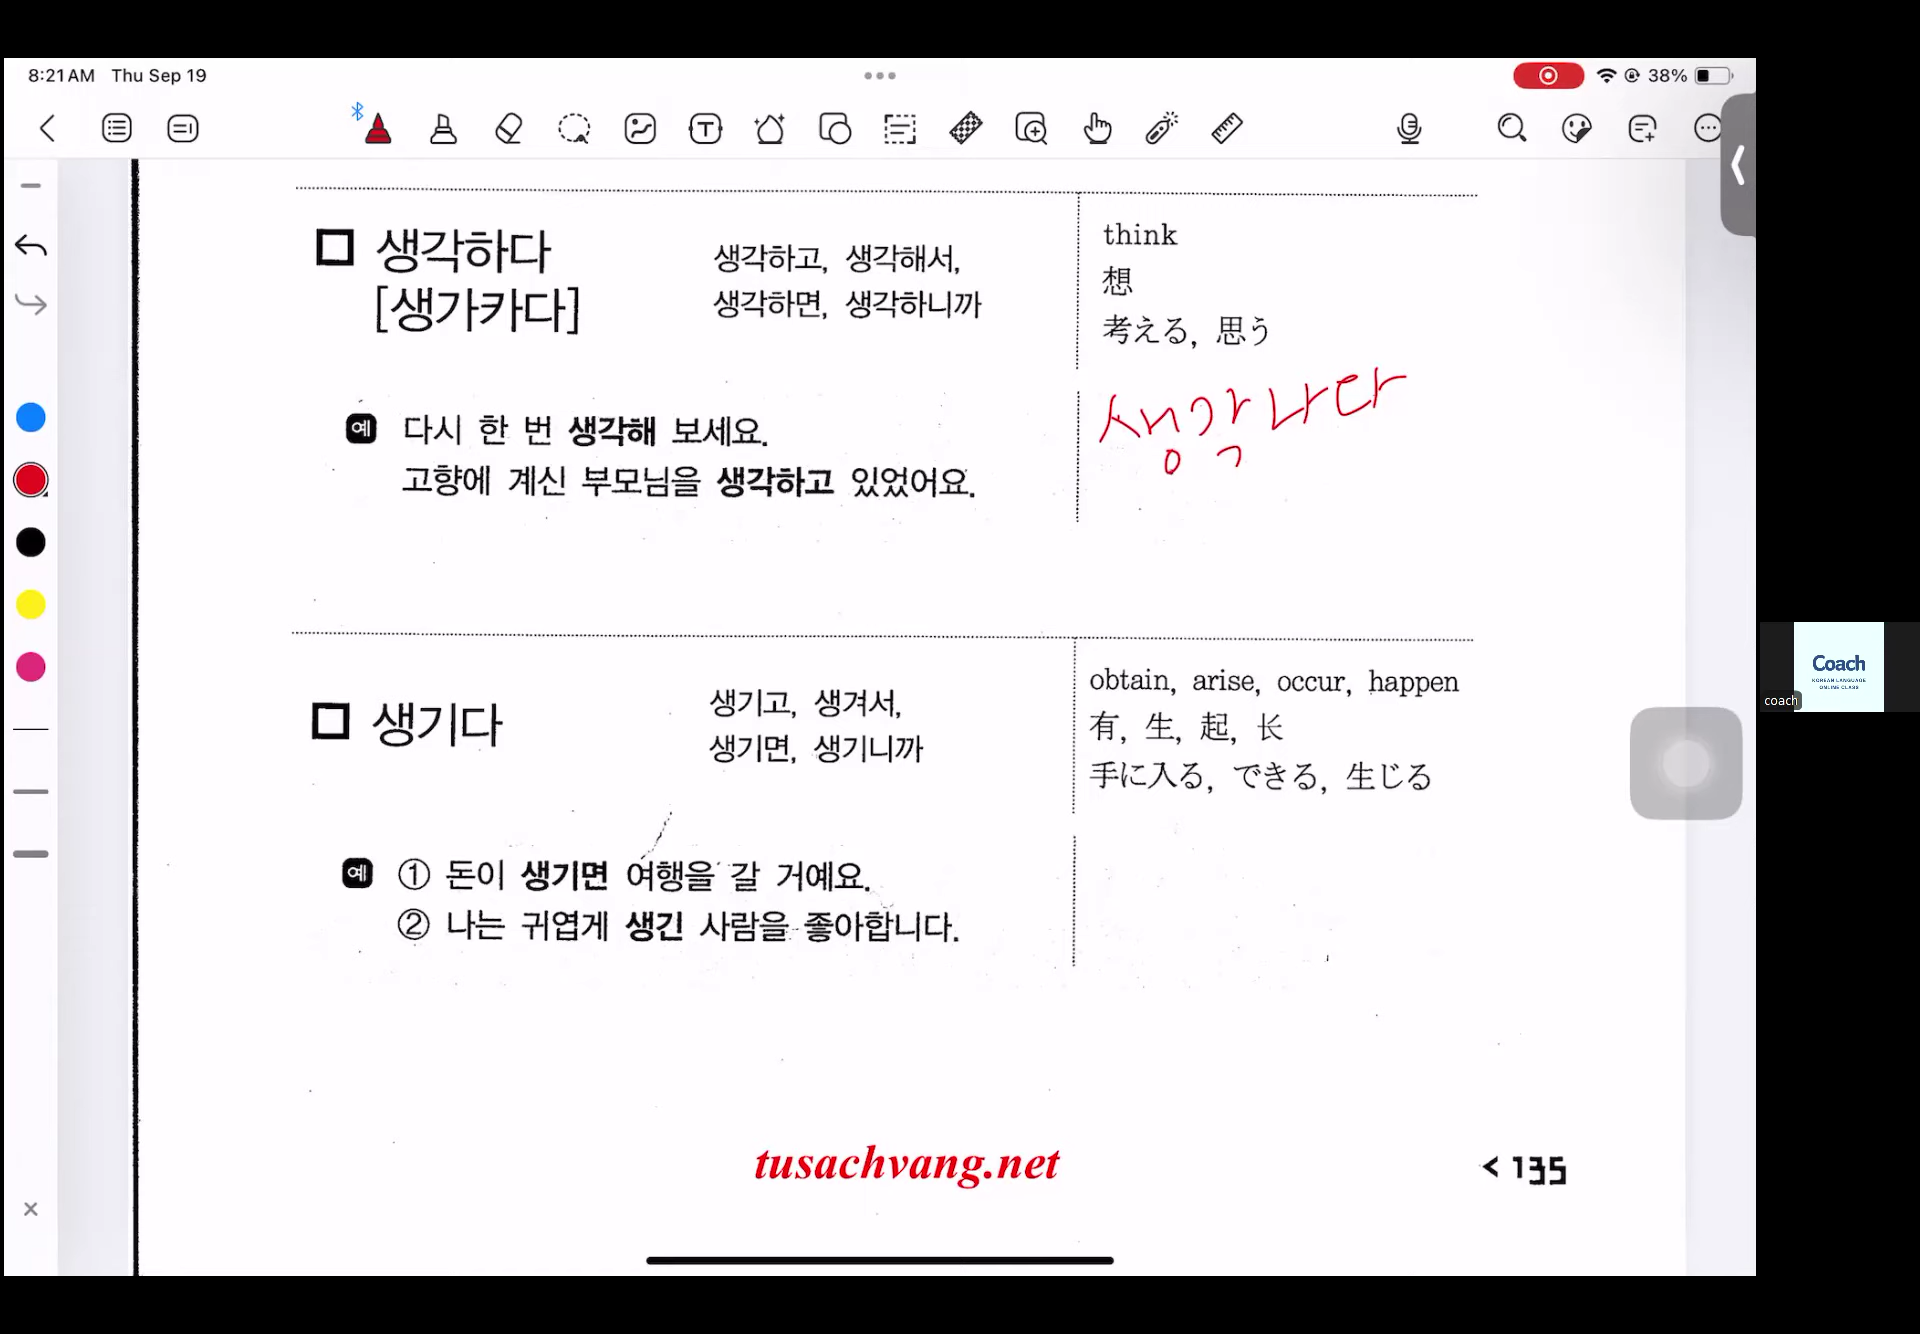 8:21 AM Thu Sep 19
38%
생각하다
[생가카다]
생각하고, 생각해서,
생각하면, 생각하니까
think
想
考える, 思う
생각나다
예 다시 한 번 생각해 보세요.
고향에 계신 부모님을 생각하고 있었어요.
생기다
생기고, 생겨서,
생기면, 생기니까
obtain, arise, occur, happen
有, 生, 起, 长
手に入る, できる, 生じる
예 ① 돈이 생기면 여행을 갈 거예요.
② 나는 귀엽게 생긴 사람을 좋아합니다.
tusachvang.net
< 135
Coach
KOREAN LANGUAGE
ONLINE CLASS
coach